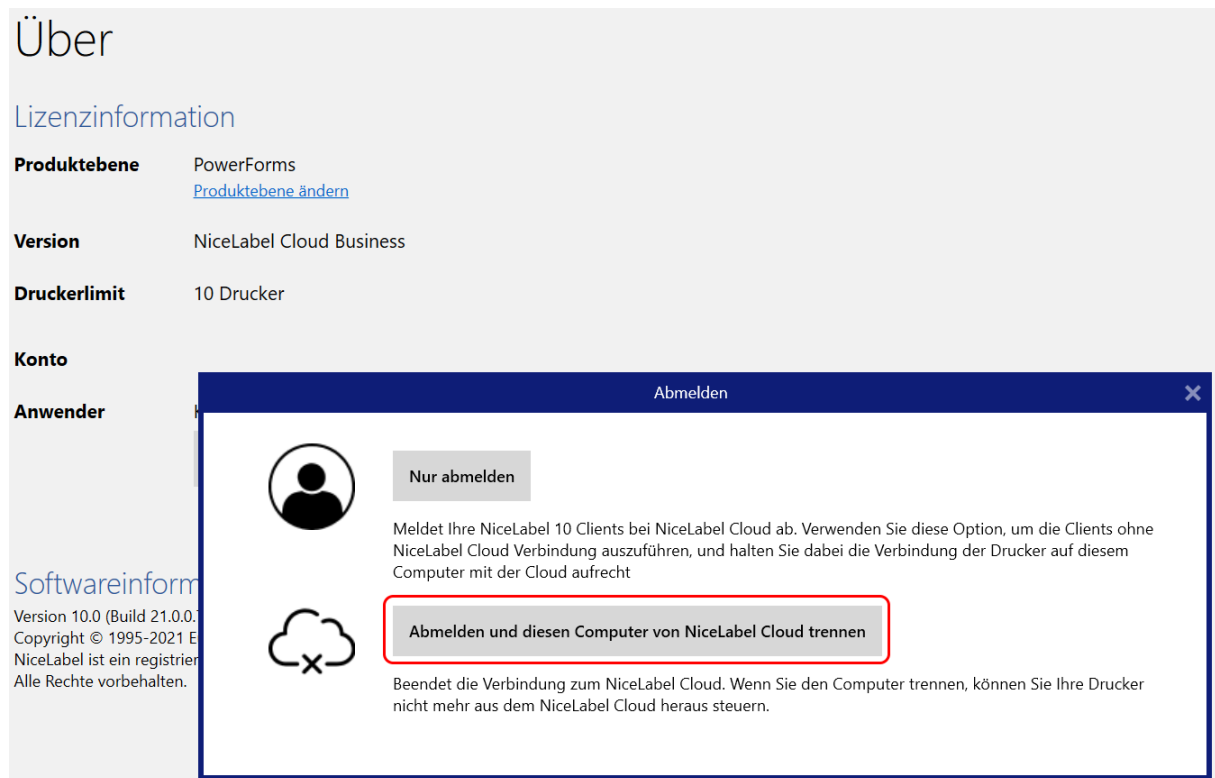 Über
Lizenzinformation
Produktebene PowerForms
Produktebene ändern
Version NiceLabel Cloud Business
Druckerlimit 10 Drucker
Konto
Anwender
Softwareinform
Version 10.0 (Build 21.0.0.
Copyright © 1995-2021 E
NiceLabel ist ein registrier
Alle Rechte vorbehalten.
Abmelden
Nur abmelden
Meldet Ihre NiceLabel 10 Clients bei NiceLabel Cloud ab. Verwenden Sie diese Option, um die Clients ohne
NiceLabel Cloud Verbindung auszuführen, und halten Sie dabei die Verbindung der Drucker auf diesem
Computer mit der Cloud aufrecht
Abmelden und diesen Computer von NiceLabel Cloud trennen
Beendet die Verbindung zum NiceLabel Cloud. Wenn Sie den Computer trennen, können Sie Ihre Drucker
nicht mehr aus dem NiceLabel Cloud heraus steuern.